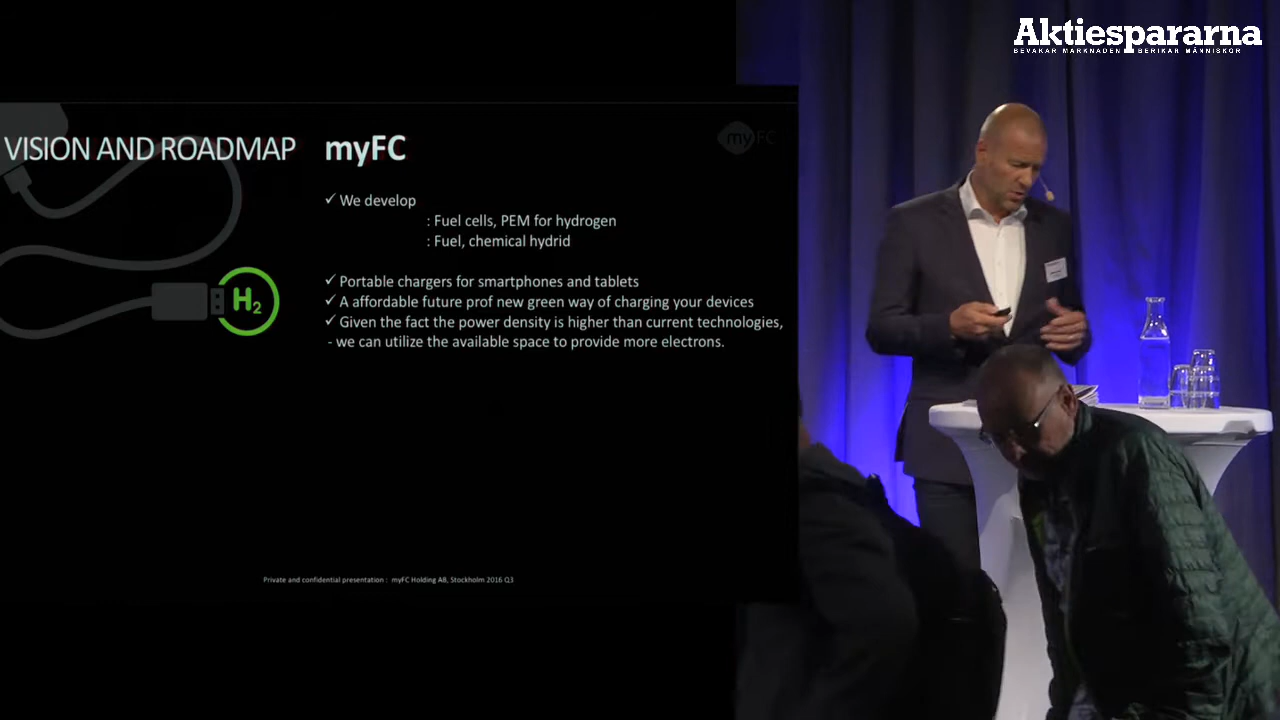 Aktiespararna
BEVAKAR MARKNADEN BERIKAR MÄNNISKOR
VISION AND ROADMAP myFC
myFC
✓ We develop
: Fuel cells, PEM for hydrogen
: Fuel, chemical hydrid
H2
✓ Portable chargers for smartphones and tablets
✓ A affordable future prof new green way of charging your devices
✓ Given the fact the power density is higher than current technologies,
- we can utilize the available space to provide more electrons.
Private and confidential presentation : myFC Holding AB, Stockholm 2016 Q3